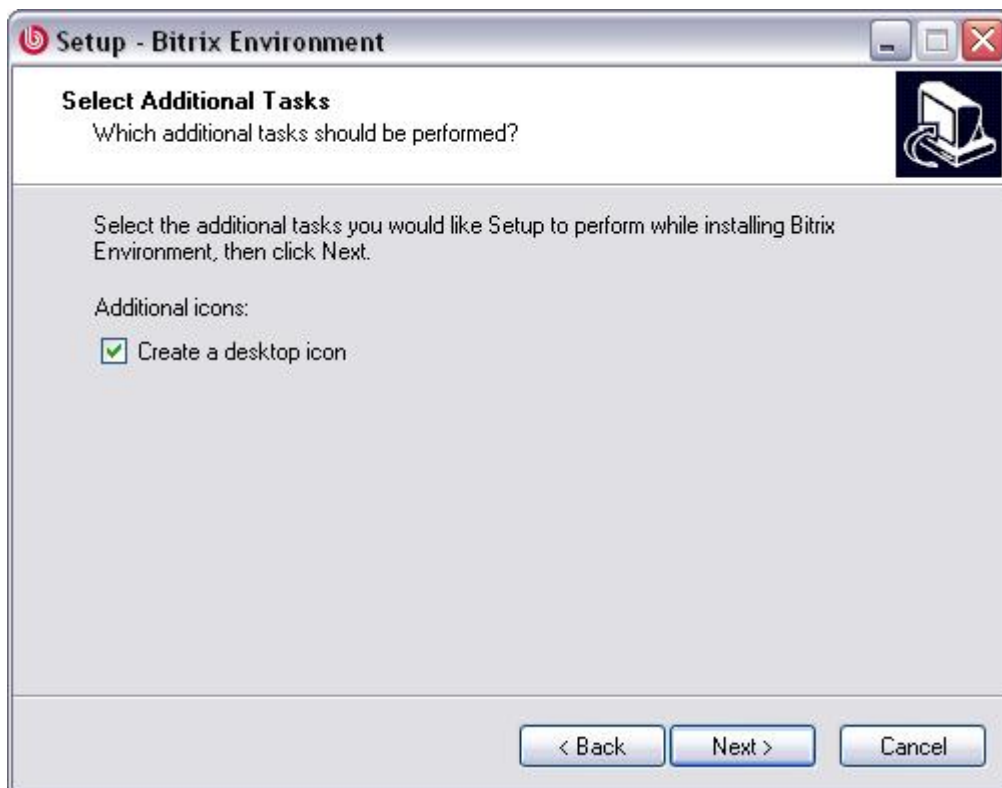 Setup - Bitrix Environment
Select Additional Tasks
Which additional tasks should be performed?
Select the additional tasks you would like Setup to perform while installing Bitrix
Environment, then click Next.
Additional icons:
Create a desktop icon
< Back
Next >
Cancel